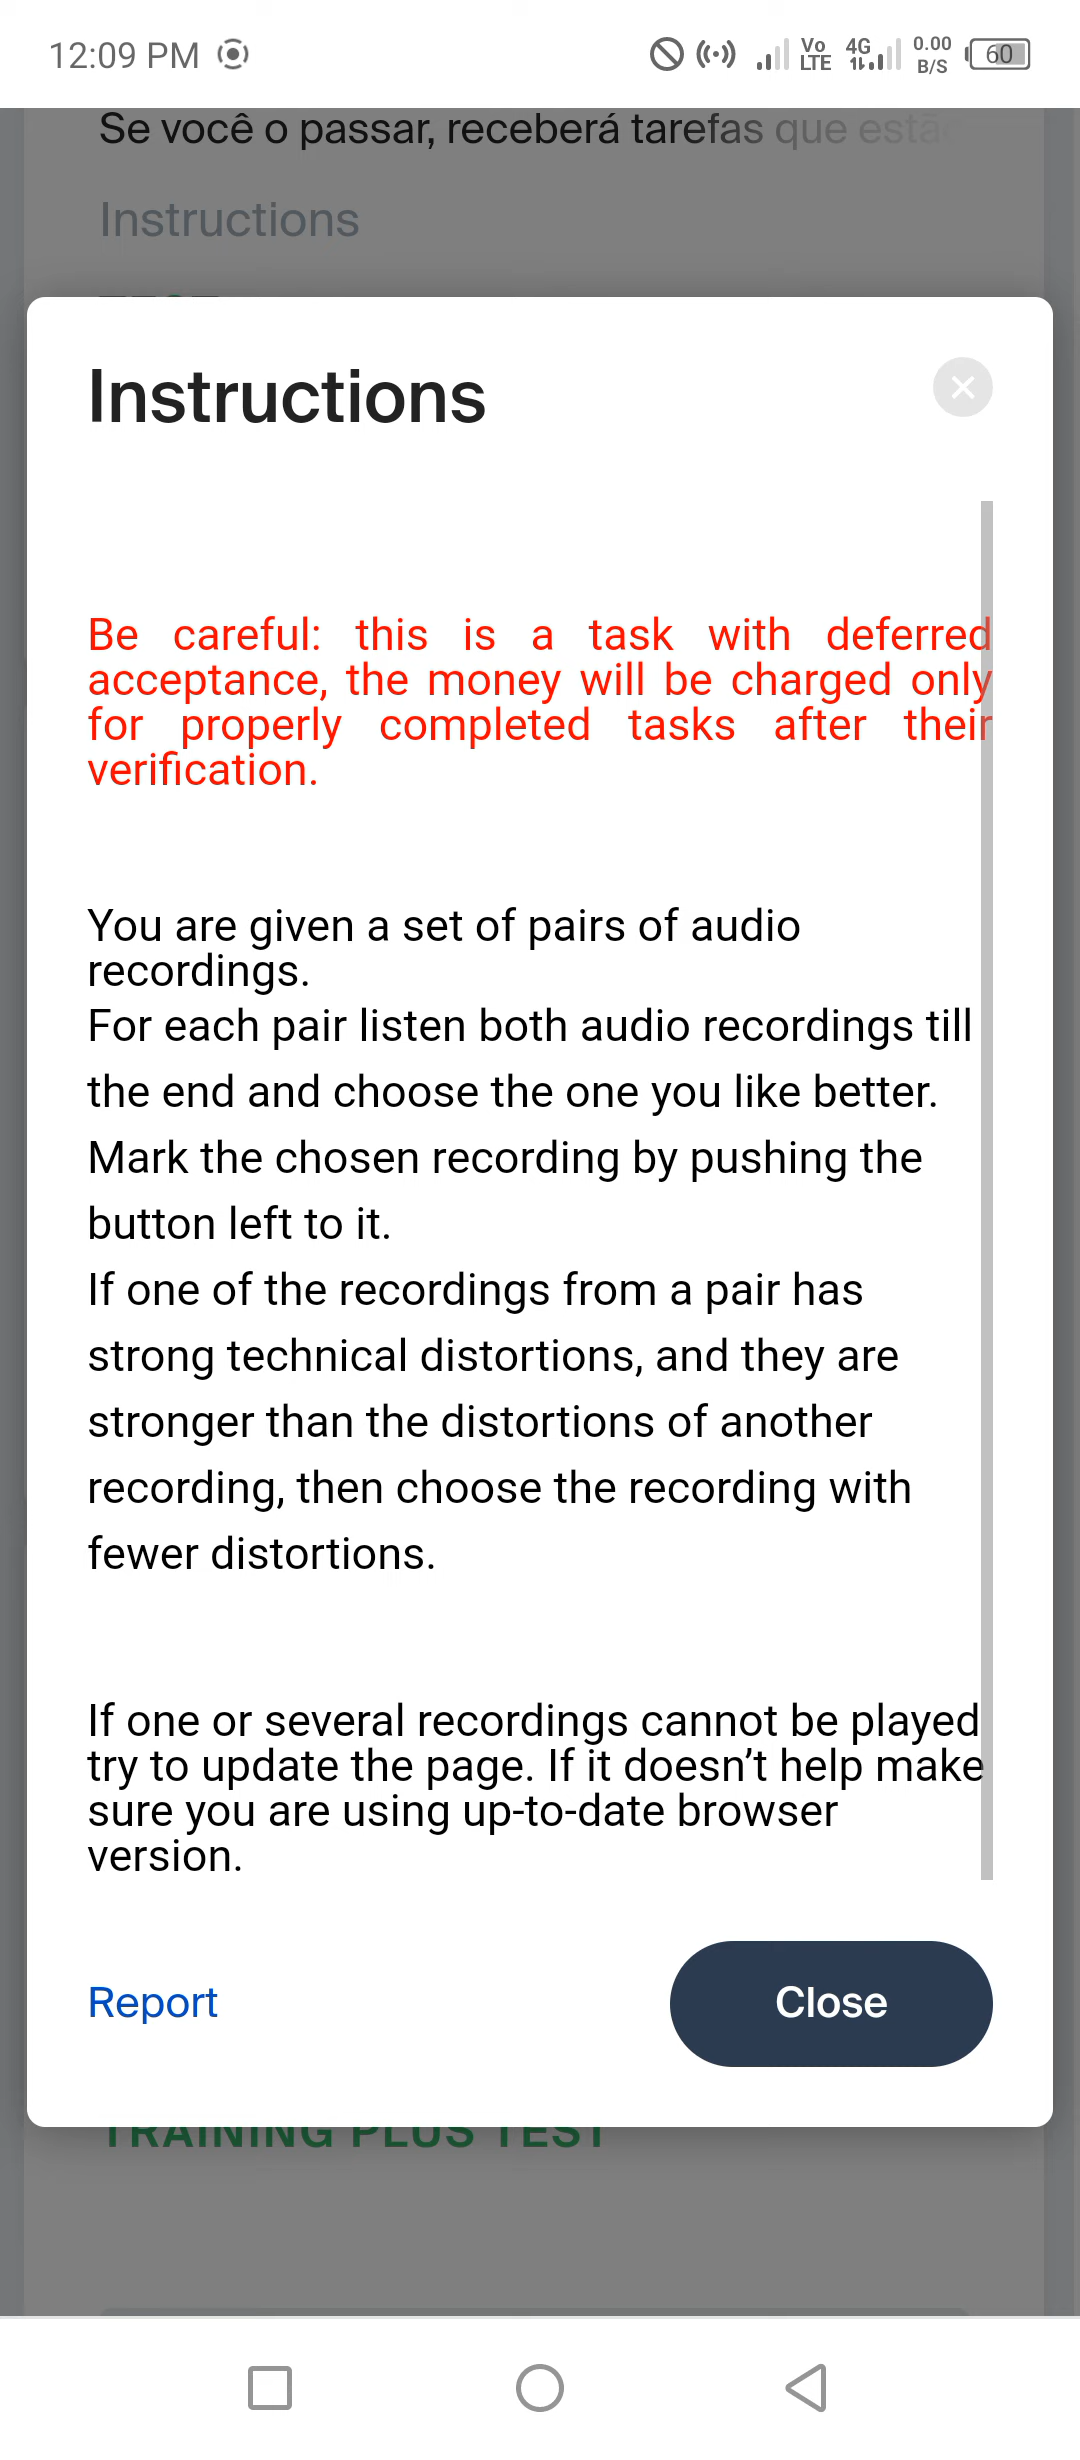 12:09 PM Vo LTE 4G 0.00 B/S 60
Se você o passar, receberá tarefas que
Instructions
Instructions
Be careful: this is a task with deferred
acceptance, the money will be charged only
for properly completed tasks after their
verification.
You are given a set of pairs of audio
recordings.
For each pair listen both audio recordings till
the end and choose the one you like better.
Mark the chosen recording by pushing the
button left to it.
If one of the recordings from a pair has
strong technical distortions, and they are
stronger than the distortions of another
recording, then choose the recording with
fewer distortions.
If one or several recordings cannot be played
try to update the page. If it doesn’t help make
sure you are using up-to-date browser
version.
Report
Close
TRAINING PLUS TEST